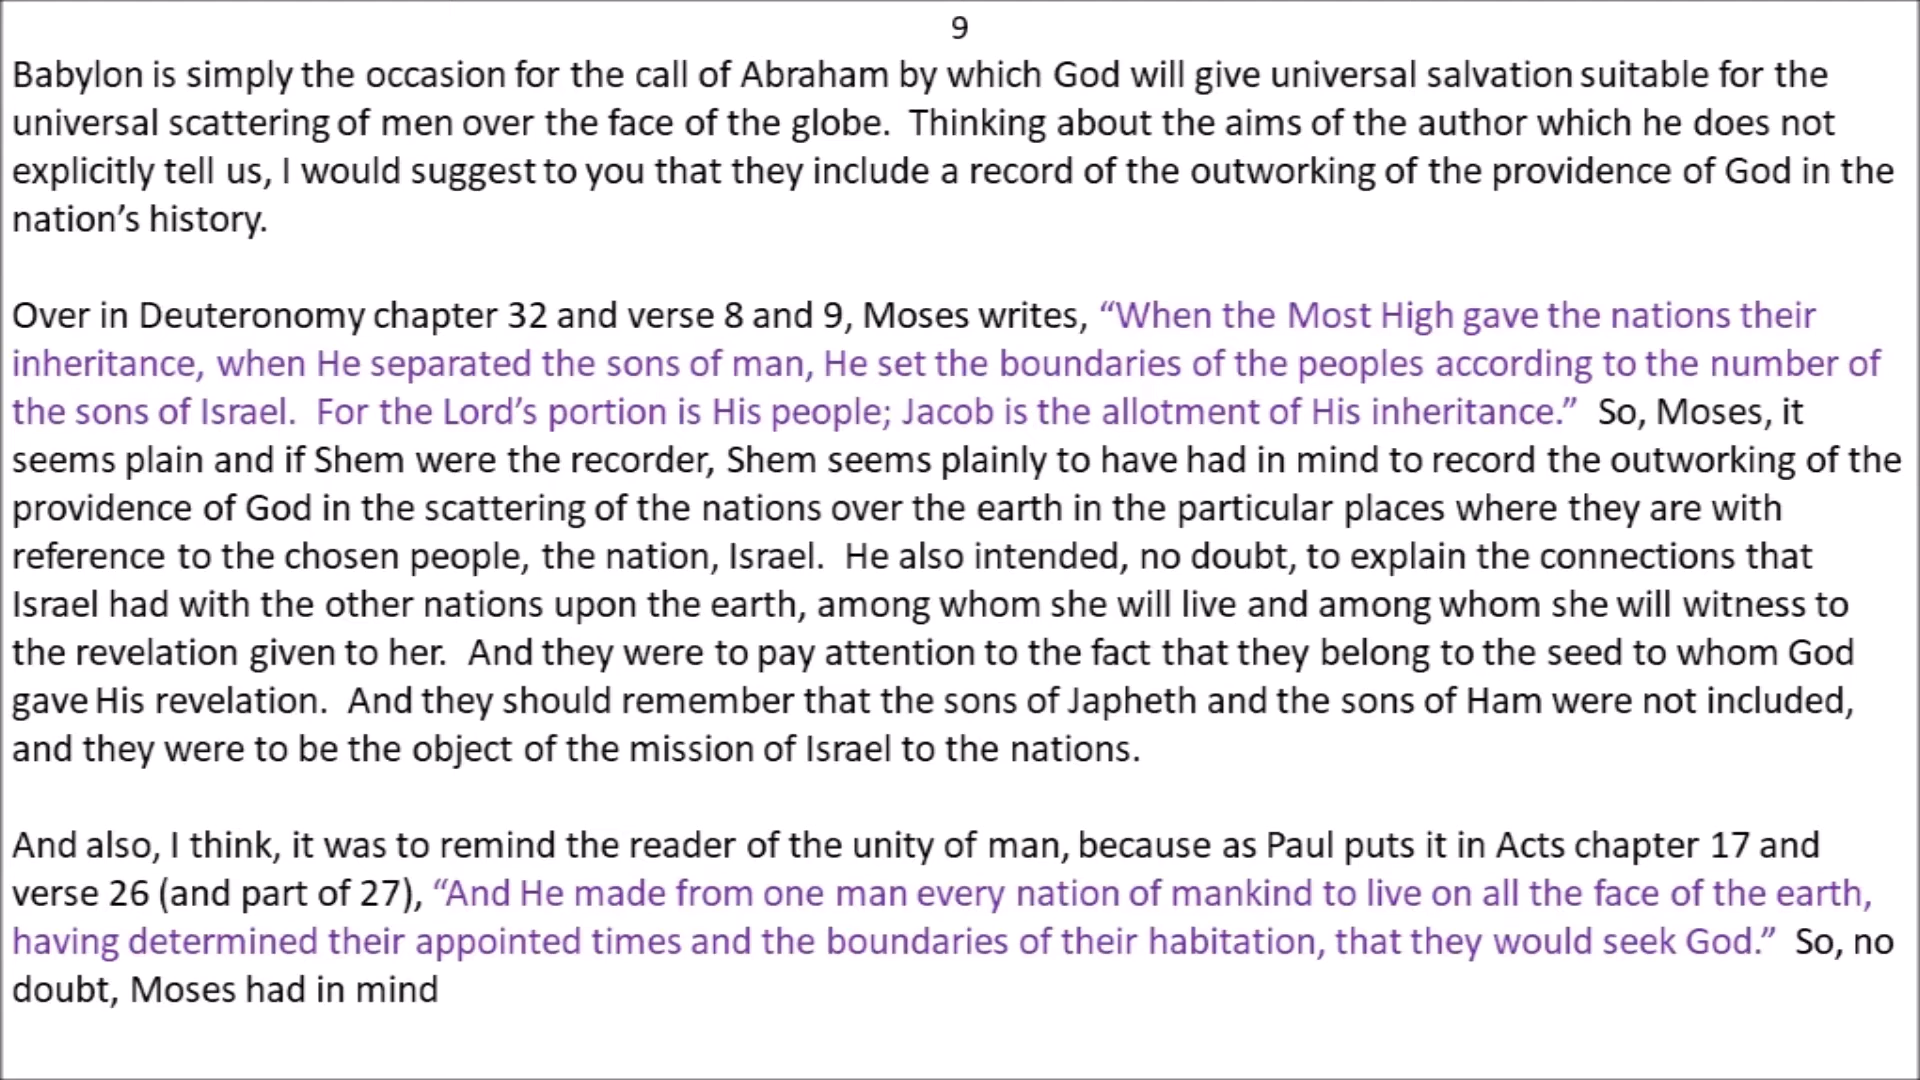 9
Babylon is simply the occasion for the call of Abraham by which God will give universal salvation suitable for the
universal scattering of men over the face of the globe.  Thinking about the aims of the author which he does not
explicitly tell us, I would suggest to you that they include a record of the outworking of the providence of God in the
nation’s history.
Over in Deuteronomy chapter 32 and verse 8 and 9, Moses writes, “When the Most High gave the nations their
inheritance, when He separated the sons of man, He set the boundaries of the peoples according to the number of
the sons of Israel.  For the Lord’s portion is His people; Jacob is the allotment of His inheritance.”  So, Moses, it
seems plain and if Shem were the recorder, Shem seems plainly to have had in mind to record the outworking of the
providence of God in the scattering of the nations over the earth in the particular places where they are with
reference to the chosen people, the nation, Israel.  He also intended, no doubt, to explain the connections that
Israel had with the other nations upon the earth, among whom she will live and among whom she will witness to
the revelation given to her.  And they were to pay attention to the fact that they belong to the seed to whom God
gave His revelation.  And they should remember that the sons of Japheth and the sons of Ham were not included,
and they were to be the object of the mission of Israel to the nations.
And also, I think, it was to remind the reader of the unity of man, because as Paul puts it in Acts chapter 17 and
verse 26 (and part of 27), “And He made from one man every nation of mankind to live on all the face of the earth,
having determined their appointed times and the boundaries of their habitation, that they would seek God.”  So, no
doubt, Moses had in mind